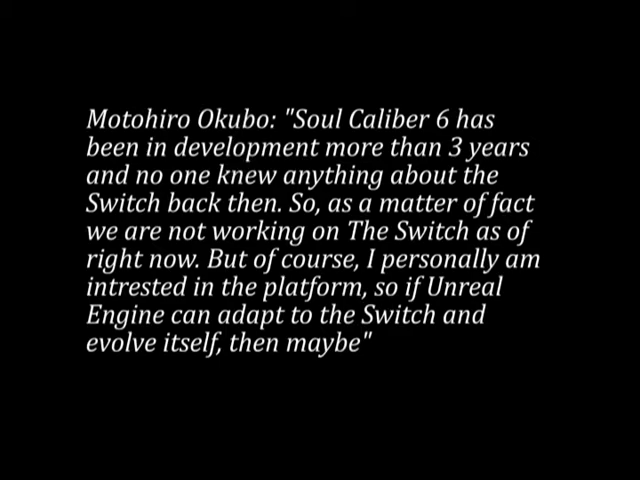 Motohiro Okubo: "Soul Caliber 6 has
been in development more than 3 years
and no one knew anything about the
Switch back then. So, as a matter of fact
we are not working on The Switch as of
right now. But of course, I personally am
intrested in the platform, so if Unreal
Engine can adapt to the Switch and
evolve itself, then maybe"